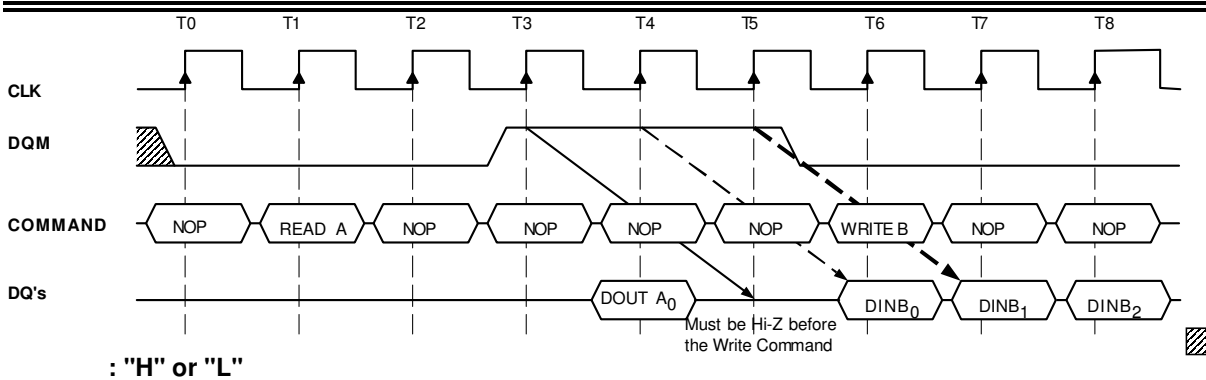 T0 T1 T2 T3 T4 T5 T6 T7 T8
CLK
DQM
COMMAND NOP READ A NOP NOP NOP NOP WRITE B NOP NOP
DQ's DOUT A0 DINB0 DINB1 DINB2
Must be Hi-Z before
the Write Command
: "H" or "L"